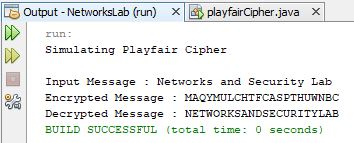 Output - NetworksLab (run)
playfairCipher.java
run:
Simulating Playfair Cipher
Input Message : Networks and Security Lab
Encrypted Message : MAQYMULCHTFCASPTHUWNBC
Decrypted Message : NETWORKSANDSECURITYLAB
BUILD SUCCESSFUL (total time: 0 seconds)